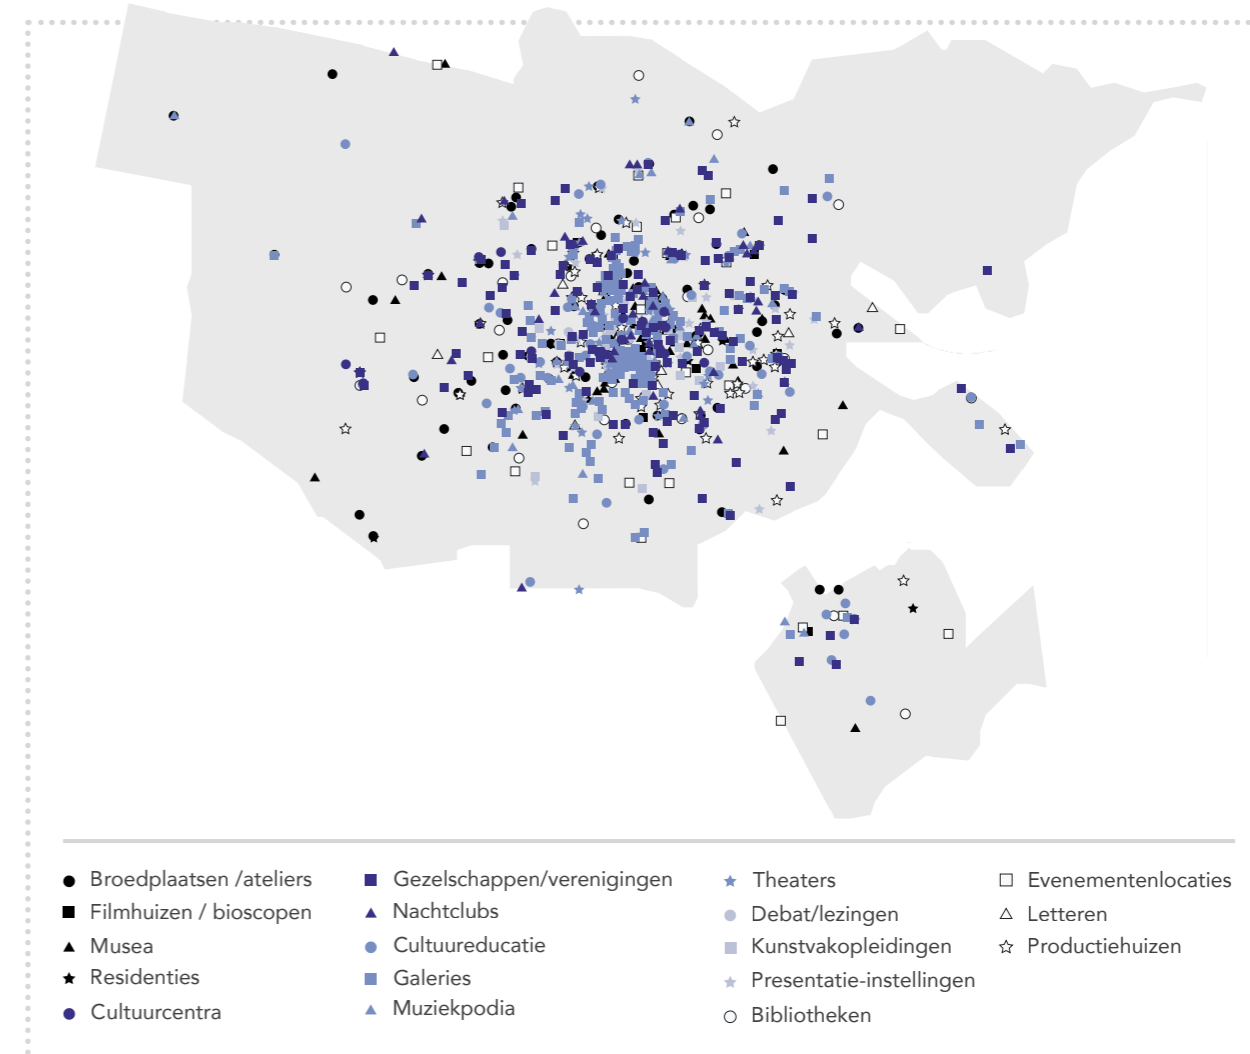 Broedplaatsen /ateliers
Filmhuizen / bioscopen
Musea
Residenties
Cultuurcentra
Gezelschappen/verenigingen
Nachtclubs
Cultuureducatie
Galeries
Muziekpodia
Theaters
Debat/lezingen
Kunstvakopleidingen
Presentatie-instellingen
Bibliotheken
Evenementenlocaties
Letteren
Productiehuizen